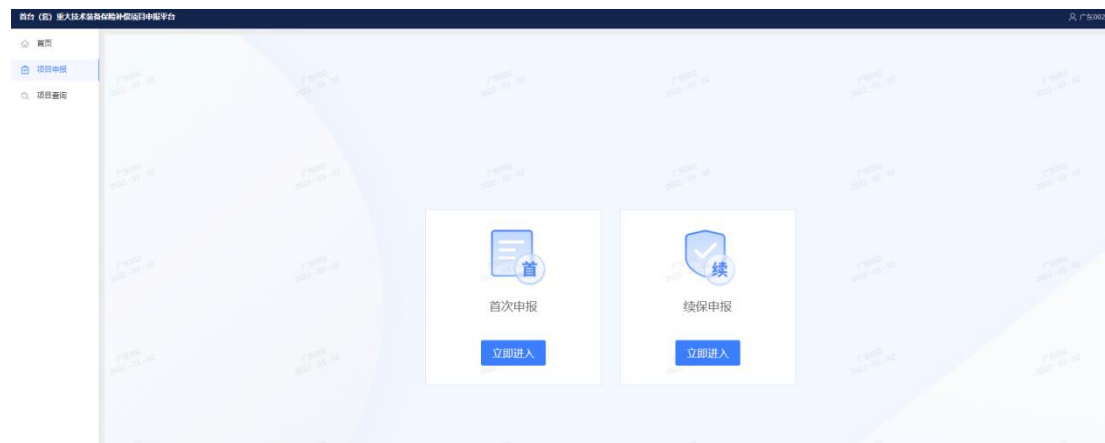 首台（套）重大技术装备保险补偿项目申报平台
广东002
首页
项目申报
项目查询
首
续
首次申报
续保申报
立即进入
立即进入